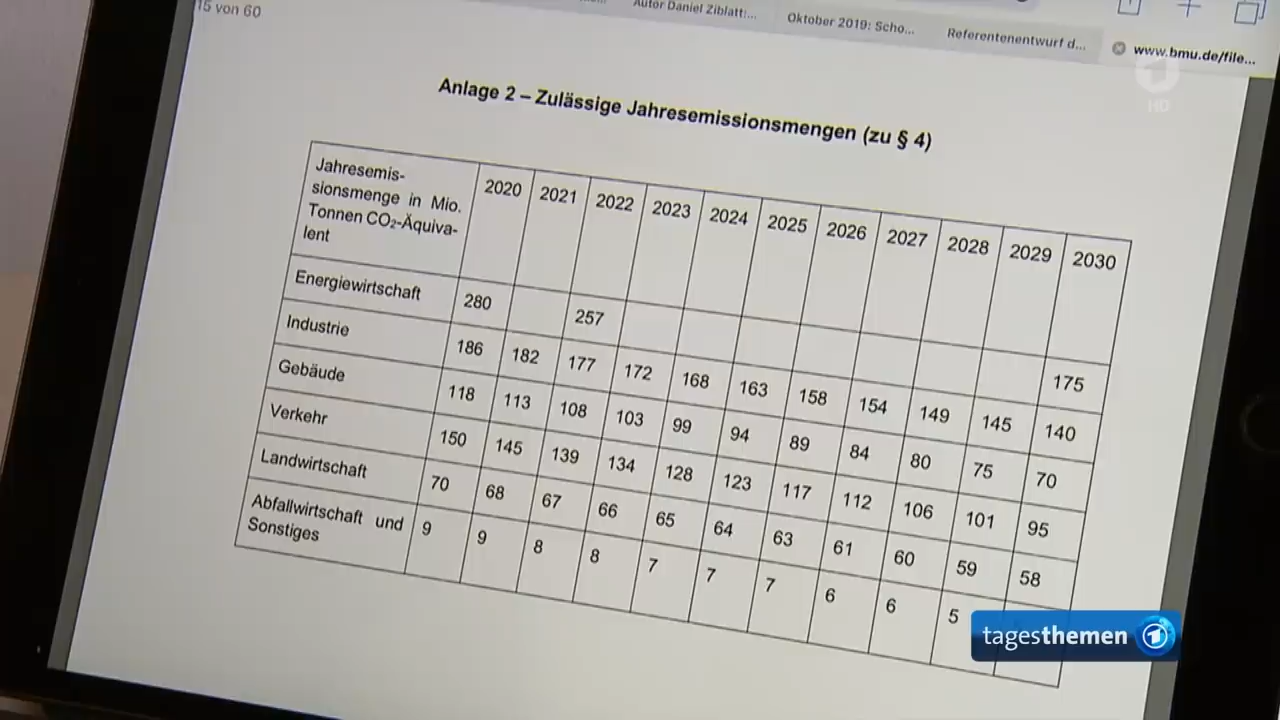 15 von 60
Autor Daniel Ziblatt:...
Oktober 2019: Scho...
Referentenentwurf d...
www.bmu.de/file...
1
HD
Anlage 2 – Zulässige Jahresemissionsmengen (zu § 4)
Jahresemis-
sionsmenge in Mio.
Tonnen CO₂-Äquiva-
lent
2020 2021 2022 2023 2024 2025 2026 2027 2028 2029 2030
Energiewirtschaft 280 257 175
Industrie 186 182 177 172 168 163 158 154 149 145 140
Gebäude 118 113 108 103 99 94 89 84 80 75 70
Verkehr 150 145 139 134 128 123 117 112 106 101 95
Landwirtschaft 70 68 67 66 65 64 63 61 60 59 58
Abfallwirtschaft und
Sonstiges 9 9 8 8 7 7 7 6 6 5
tagesthemen 1